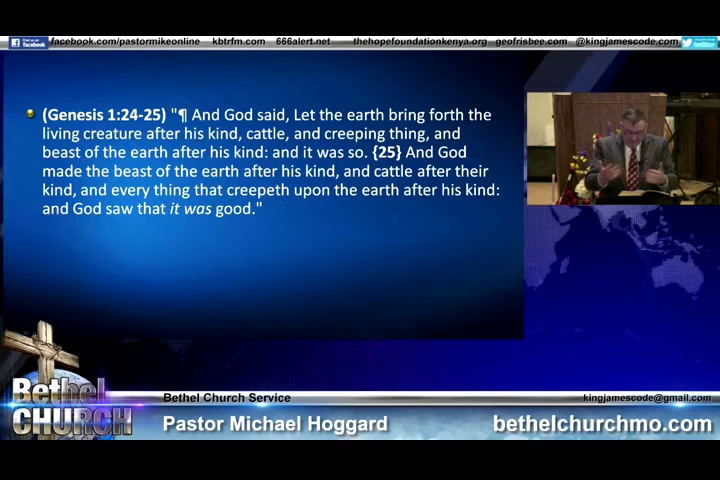 Find us on facebook
facebook.com/pastormikeonline kbtrfm.com 666alert.net thehopefoundationkenya.org geofrisbee.com @kingjamescode.com
(Genesis 1:24-25) "¶ And God said, Let the earth bring forth the
living creature after his kind, cattle, and creeping thing, and
beast of the earth after his kind: and it was so. {25} And God
made the beast of the earth after his kind, and cattle after their
kind, and every thing that creepeth upon the earth after his kind:
and God saw that it was good."
Bethel
CHURCH
Bethel Church Service
kingjamescode@gmail.com
Pastor Michael Hoggard
bethelchurchmo.com